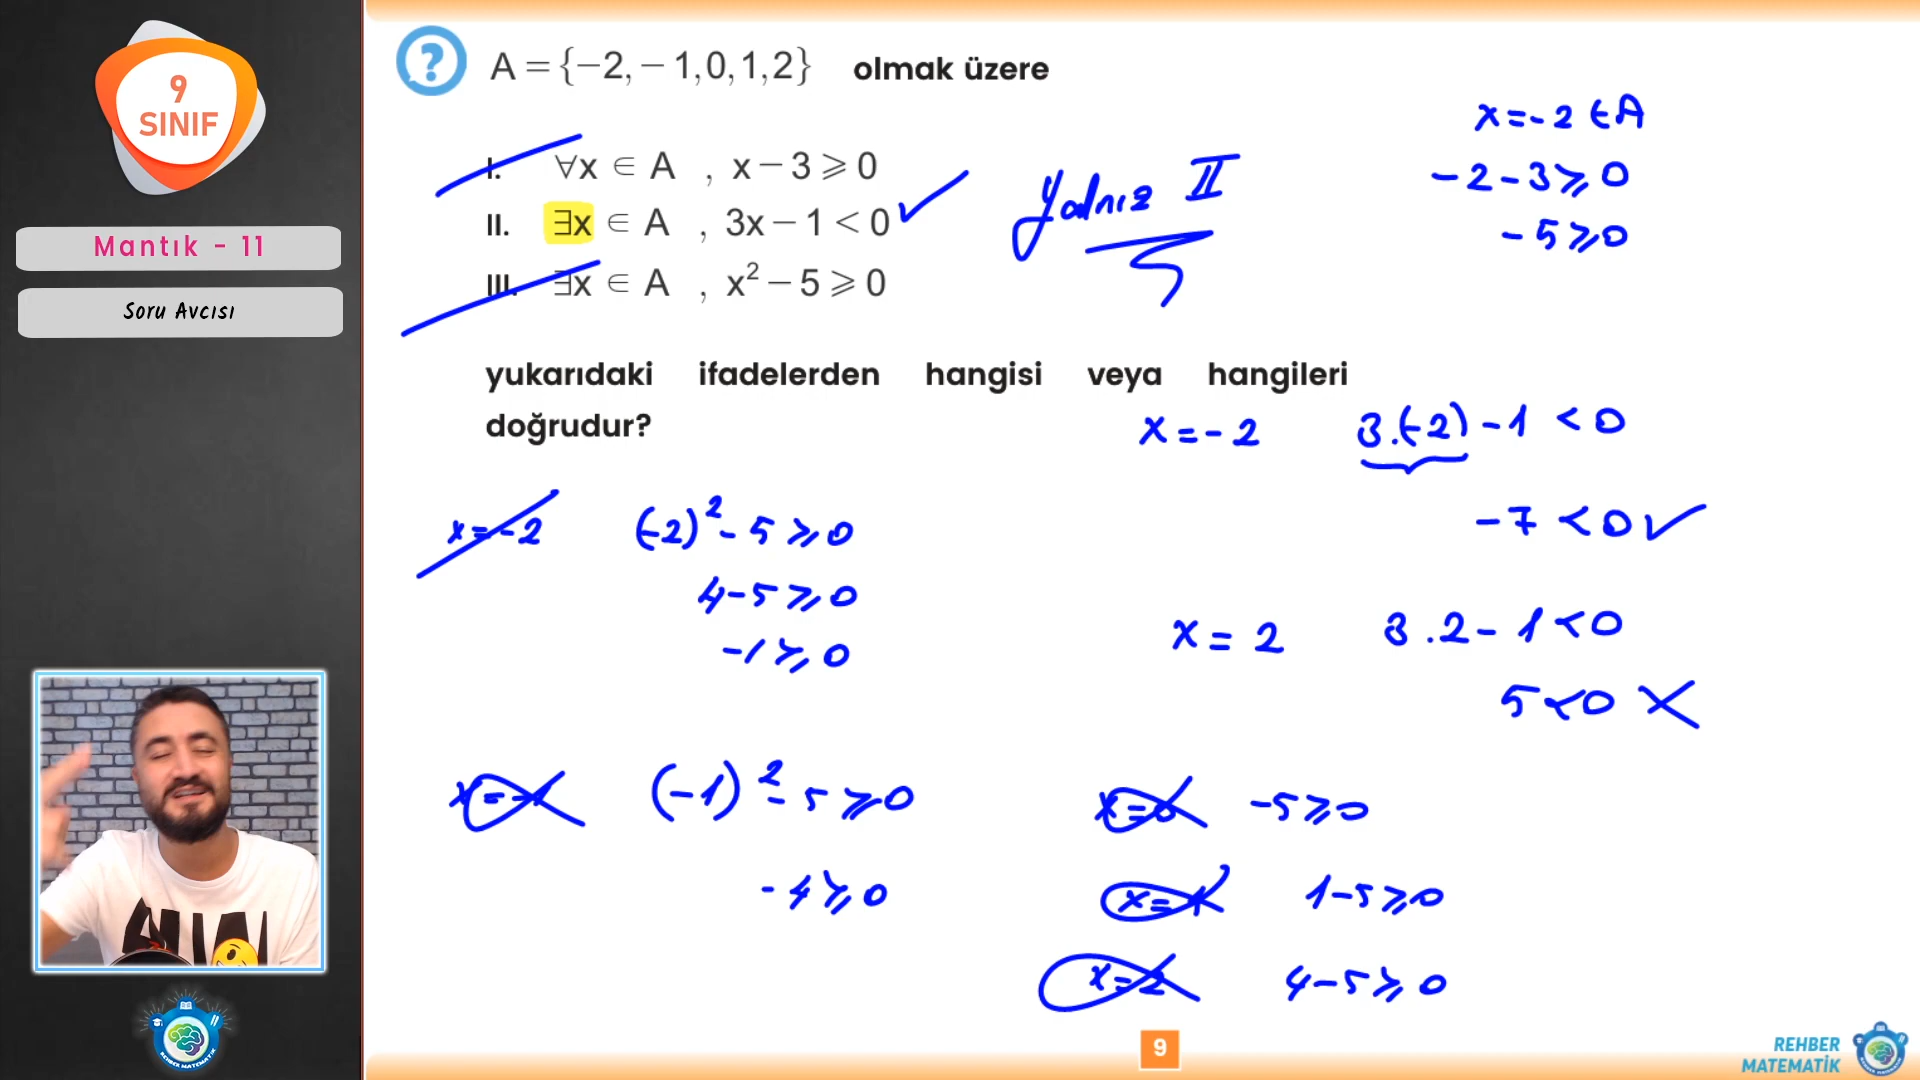 9
SINIF
Mantık - 11
Soru Avcısı
A = {−2, −1, 0, 1, 2} olmak üzere
I. ∀x ∈ A , x − 3 ⩾ 0
II. ∃x ∈ A , 3x − 1 < 0 ✓
III. ∃x ∈ A , x² − 5 ⩾ 0
Yalnız II
x = -2 ∈ A
-2 - 3 ⩾ 0
-5 ⩾ 0
yukarıdaki ifadelerden hangisi veya hangileri
doğrudur?
x = -2 3.(-2) - 1 < 0
-7 < 0 ✓
x = 2 3.2 - 1 < 0
5 < 0 X
x = -2 (-2)² - 5 ⩾ 0
4 - 5 ⩾ 0
-1 ⩾ 0
x = -1 (-1)² - 5 ⩾ 0
-4 ⩾ 0
x = 0 -5 ⩾ 0
x = 1 1 - 5 ⩾ 0
x = 2 4 - 5 ⩾ 0
9
REHBER MATEMATİK
REHBER
MATEMATİK